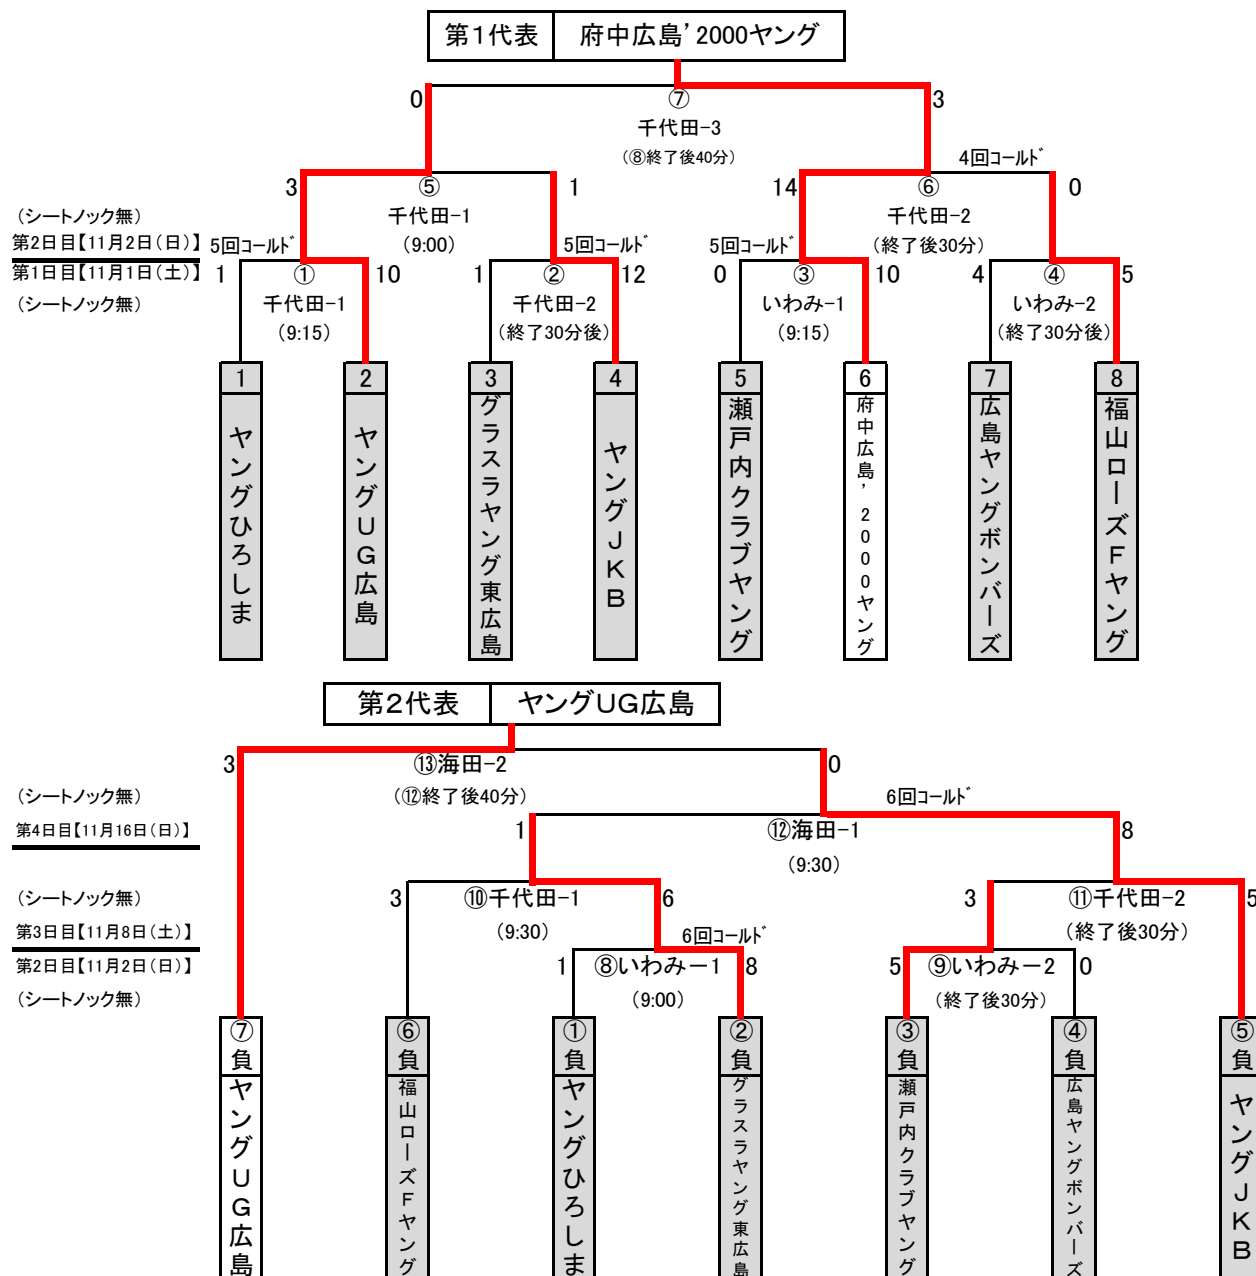 第1代表 府中広島’2000ヤング
0 ⑦ 3
千代田-3
(⑧終了後40分)
4回コールド
3 ⑤ 1 14 ⑥ 0
(シートノック無) 千代田-1 千代田-2
第2日目【11月2日(日)】 5回コールド (9:00) 5回コールド 5回コールド (終了後30分)
第1日目【11月1日(土)】 1 ① 10 1 ② 12 0 ③ 10 4 ④ 5
(シートノック無) 千代田-1 千代田-2 いわみ-1 いわみ-2
(9:15) (終了30分後) (9:15) (終了30分後)
1 2 3 4 5 6 7 8
ヤングひろしま
ヤングUG広島
グラスラヤング東広島
ヤングJKB
瀬戸内クラブヤング
府中広島’2000ヤング
広島ヤングボンバーズ
福山ローズFヤング
第2代表 ヤングUG広島
3 ⑬海田-2 0
(シートノック無) (⑫終了後40分) 6回コールド
第4日目【11月16日(日)】 1 ⑫海田-1 8
(9:30)
(シートノック無) 3 ⑩千代田-1 6 3 ⑪千代田-2 5
第3日目【11月8日(土)】 (9:30) 6回コールド (終了後30分)
第2日目【11月2日(日)】 1 ⑧いわみー1 8 5 ⑨いわみー2 0
(シートノック無) (9:00) (終了後30分)
⑦ ⑥ ① ② ③ ④ ⑤
負 負 負 負 負 負 負
ヤングUG広島
福山ローズFヤング
ヤングひろしま
グラスラヤング東広島
瀬戸内クラブヤング
広島ヤングボンバーズ
ヤングJKB